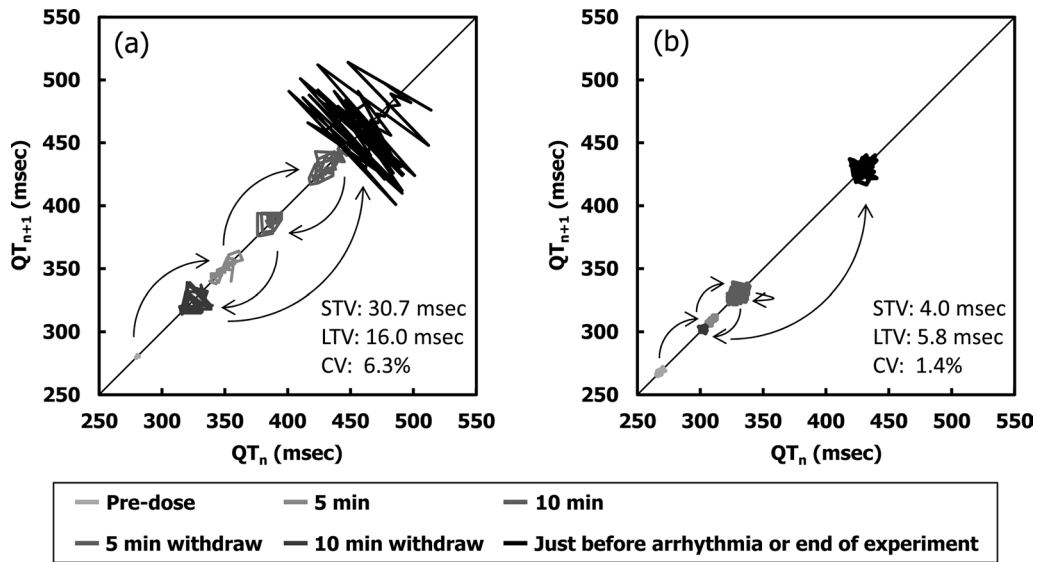 (a)
550
500
450
400
350
300
250
QTn+1 (msec)
STV: 30.7 msec
LTV: 16.0 msec
CV: 6.3%
250 300 350 400 450 500 550
QTn (msec)
(b)
550
500
450
400
350
300
250
QTn+1 (msec)
STV: 4.0 msec
LTV: 5.8 msec
CV: 1.4%
250 300 350 400 450 500 550
QTn (msec)
Pre-dose 5 min 10 min
5 min withdraw 10 min withdraw Just before arrhythmia or end of experiment